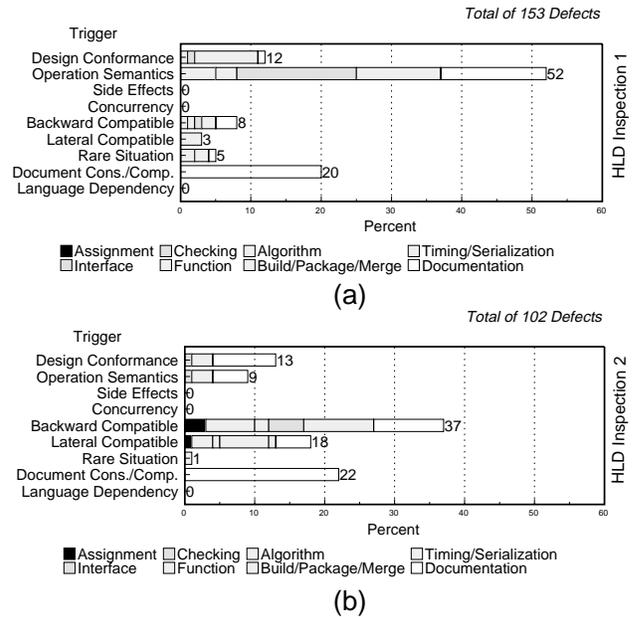 Total of 153 Defects
Trigger
Design Conformance 12
Operation Semantics 52
Side Effects 0
Concurrency 0
Backward Compatible 8
Lateral Compatible 3
Rare Situation 5
Document Cons./Comp. 20
Language Dependency 0
HLD Inspection 1
0 10 20 30 40 50 60
Percent
Assignment Checking Algorithm Timing/Serialization
Interface Function Build/Package/Merge Documentation
(a)
Total of 102 Defects
Trigger
Design Conformance 13
Operation Semantics 9
Side Effects 0
Concurrency 0
Backward Compatible 37
Lateral Compatible 18
Rare Situation 1
Document Cons./Comp. 22
Language Dependency 0
HLD Inspection 2
0 10 20 30 40 50 60
Percent
Assignment Checking Algorithm Timing/Serialization
Interface Function Build/Package/Merge Documentation
(b)